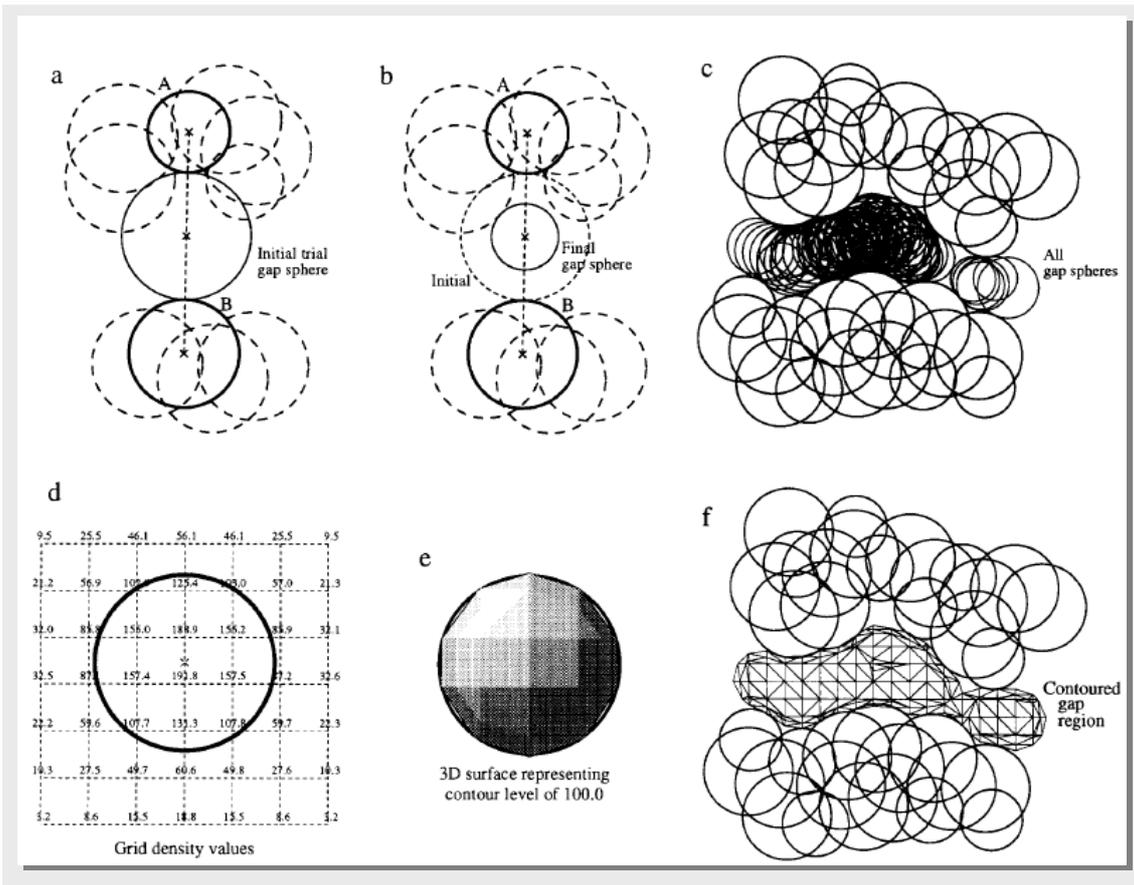 a
A
Initial trial
gap sphere
B
b
A
Final
gap sphere
Initial
B
c
All
gap spheres
d
9.5 25.5 46.1 56.1 46.1 25.5 9.5
21.2 56.9 125.4 57.0 21.3
32.0 156.0 188.9 156.2 32.1
32.5 157.4 157.5 32.6
22.2 59.6 107.7 107.8 59.7 22.3
27.5 49.7 60.6 49.8 27.6
8.6 15.5 18.8 15.5 8.6
Grid density values
e
3D surface representing
contour level of 100.0
f
Contoured
gap
region